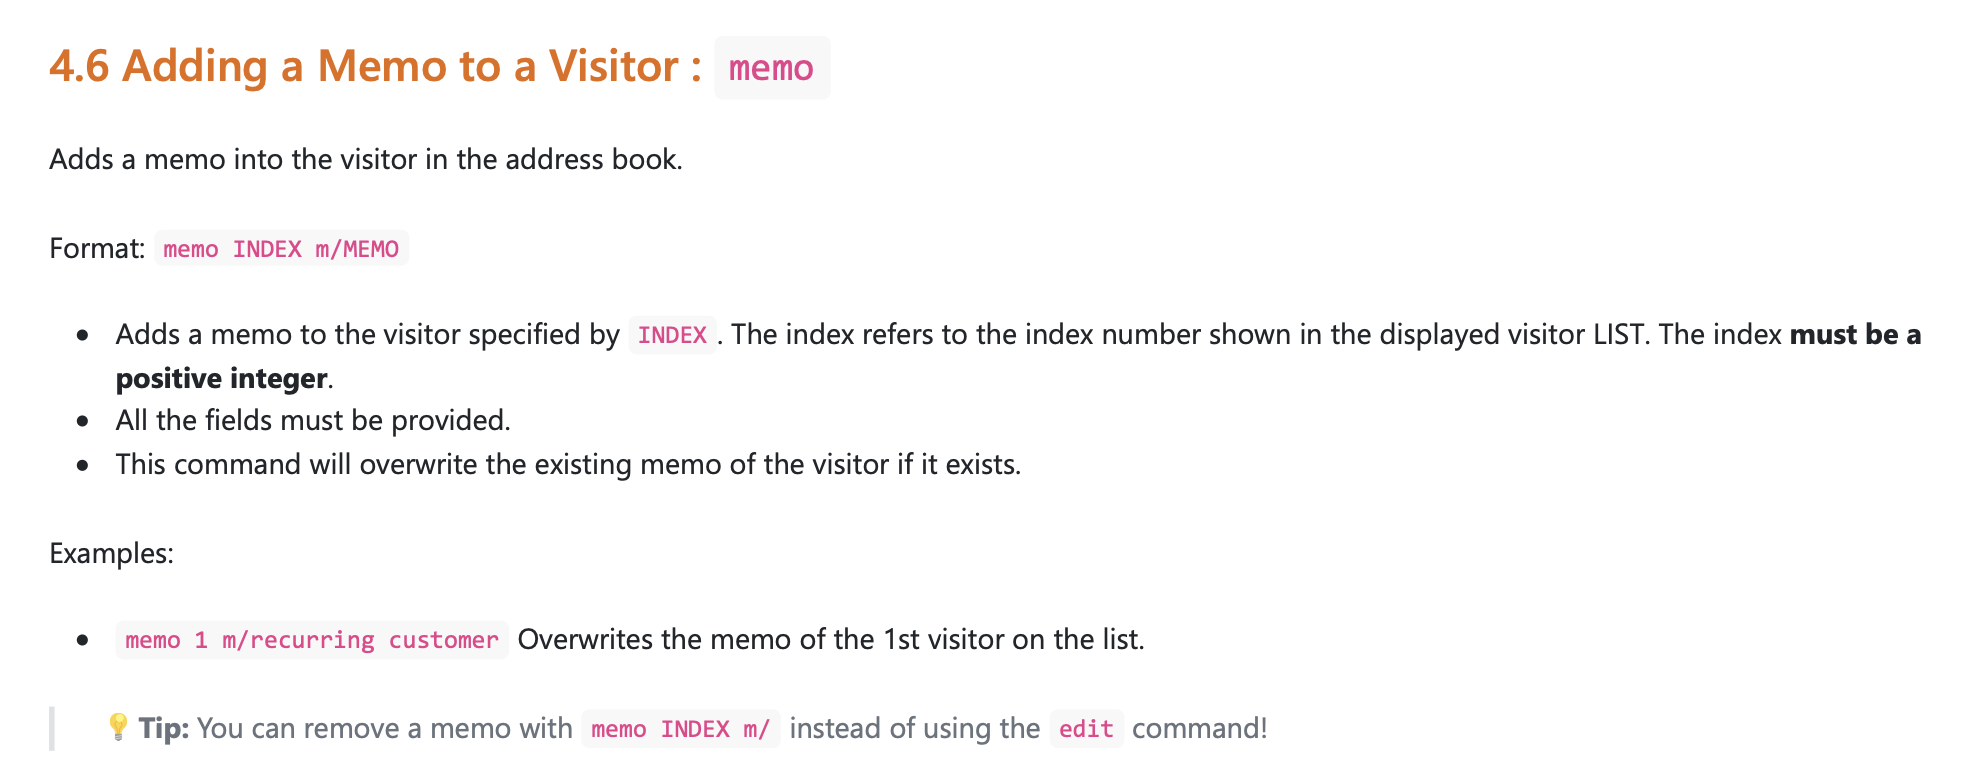 4.6 Adding a Memo to a Visitor : memo
Adds a memo into the visitor in the address book.
Format: memo INDEX m/MEMO
• Adds a memo to the visitor specified by INDEX. The index refers to the index number shown in the displayed visitor LIST. The index must be a
positive integer.
• All the fields must be provided.
• This command will overwrite the existing memo of the visitor if it exists.
Examples:
• memo 1 m/recurring customer Overwrites the memo of the 1st visitor on the list.
💡 Tip: You can remove a memo with memo INDEX m/ instead of using the edit command!